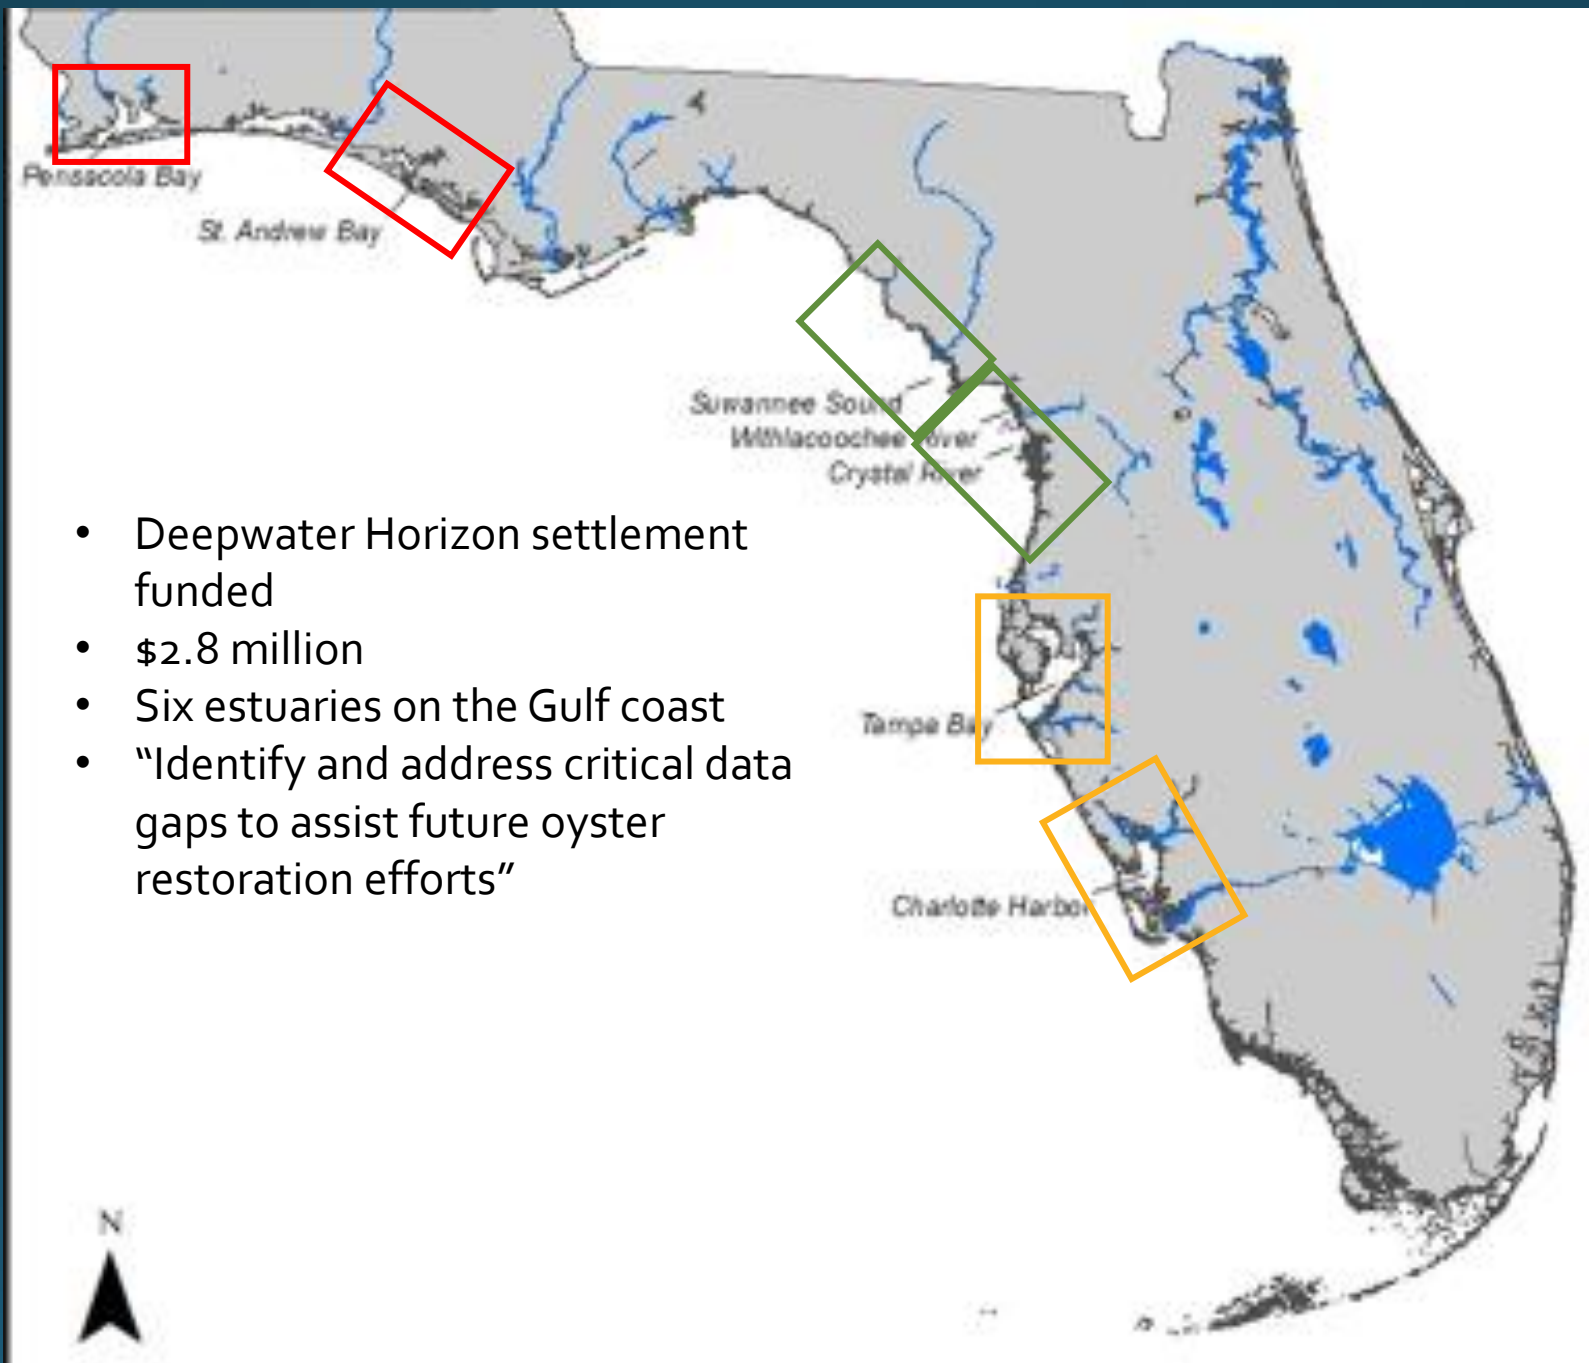 Pensacola Bay
St. Andrew Bay
Suwannee Sound
Withlacoochee River
Crystal River
• Deepwater Horizon settlement
funded
• $2.8 million
• Six estuaries on the Gulf coast
• “Identify and address critical data
gaps to assist future oyster
restoration efforts”
Tampa Bay
Charlotte Harbor
N